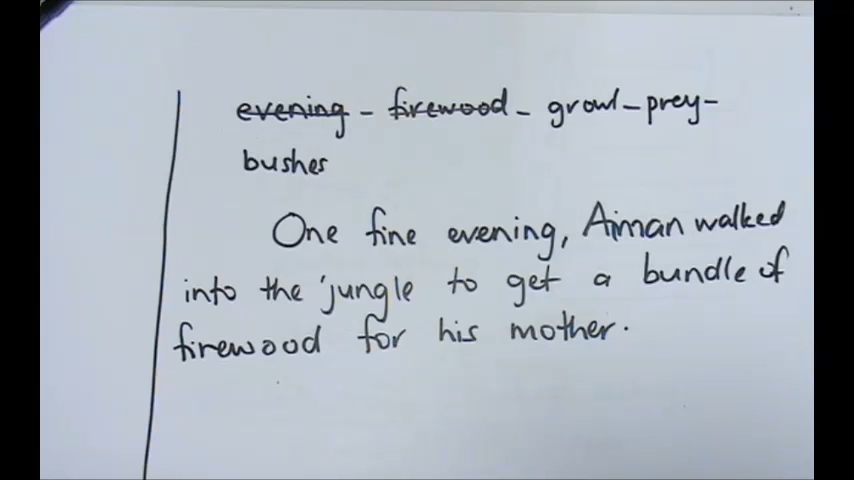 evening - firewood - growl - prey -
bushes
One fine evening, Aiman walked
into the jungle to get a bundle of
firewood for his mother.